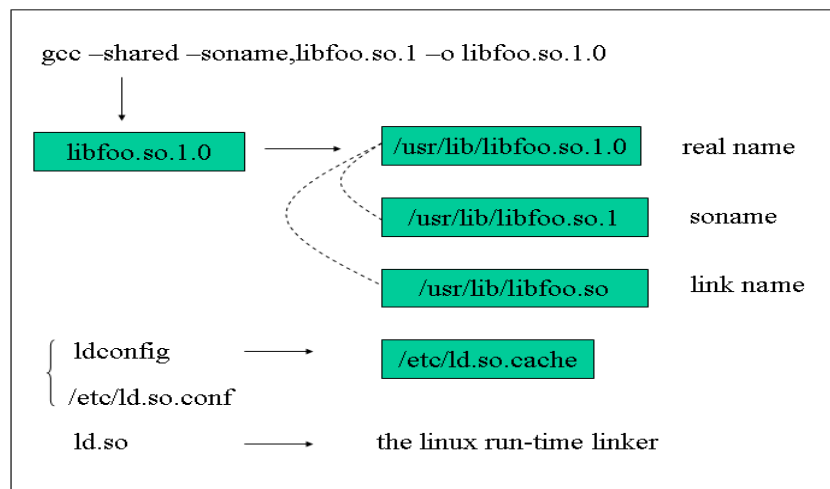 gcc –shared –soname,libfoo.so.1 –o libfoo.so.1.0
libfoo.so.1.0
/usr/lib/libfoo.so.1.0
real name
/usr/lib/libfoo.so.1
soname
/usr/lib/libfoo.so
link name
ldconfig
/etc/ld.so.cache
/etc/ld.so.conf
ld.so
the linux run-time linker